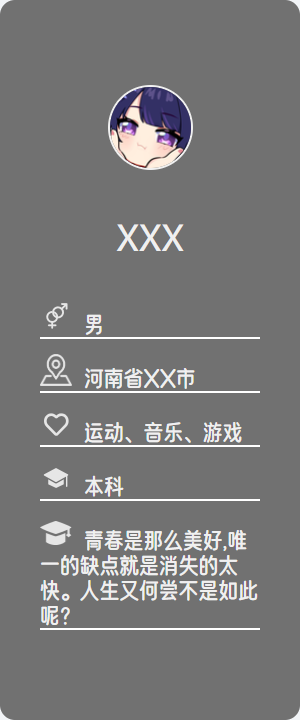 XXX
男
河南省XX市
运动、音乐、游戏
本科
青春是那么美好,唯
一的缺点就是消失的太
快。人生又何尝不是如此
呢?